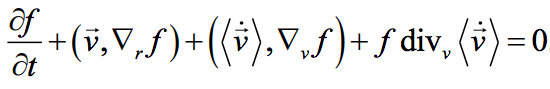 ∂f/∂t + (v⃗, ∇_r f) + (⟨v̇⃗⟩, ∇_v f) + f div_v ⟨v̇⃗⟩ = 0